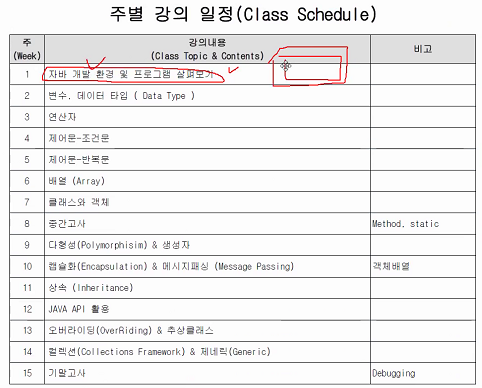 주별 강의 일정(Class Schedule)
주
(Week)
강의내용
(Class Topic & Contents)
비고
1 자바 개발 환경 및 프로그램 살펴보기
2 변수. 데이터 타입 ( Data Type )
3 연산자
4 제어문-조건문
5 제어문-반복문
6 배열 (Array)
7 클래스와 객체
8 중간고사 Method. static
9 다형성(Polymorphisim) & 생성자
10 캡슐화(Encapsulation) & 메시지패싱 (Message Passing) 객체배열
11 상속 (Inheritance)
12 JAVA API 활용
13 오버라이딩(OverRiding) & 추상클래스
14 컬렉션(Collections Framework) & 제네릭(Generic)
15 기말고사 Debugging